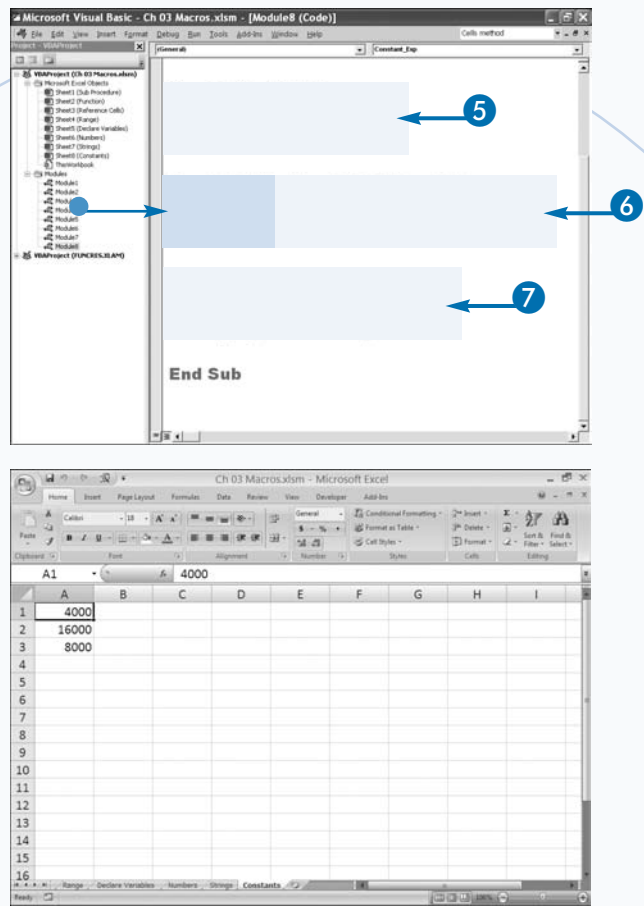 Microsoft Visual Basic - Ch 03 Macros.xlsm - [Module8 (Code)]
File Edit View Insert Format Debug Run Tools Add-Ins Window Help
Cells method
Project - VBAProject
(General)
Constant_Exp
VBAProject (Ch 03 Macros.xlsm)
Microsoft Excel Objects
Sheet1 (Sub Procedure)
Sheet2 (Function)
Sheet3 (Reference Cells)
Sheet4 (Range)
Sheet5 (Declare Variables)
Sheet6 (Numbers)
Sheet7 (Strings)
Sheet8 (Constants)
ThisWorkbook
Modules
Module1
Module2
Module5
Module6
Module7
Module8
VBAProject (FUNCRES.XLAM)
5
6
7
End Sub
Ch 03 Macros.xlsm - Microsoft Excel
Home Insert Page Layout Formulas Data Review View Developer Add-Ins
Paste
Calibri
18
General
Conditional Formatting
Format as Table
Cell Styles
Insert
Delete
Format
Sort & Filter
Find & Select
Clipboard
Font
Alignment
Number
Styles
Cells
Editing
A1
fx
4000
A B C D E F G H I
1 4000
2 16000
3 8000
4
5
6
7
8
9
10
11
12
13
14
15
16
Range Declare Variables Numbers Strings Constants
Ready
100%